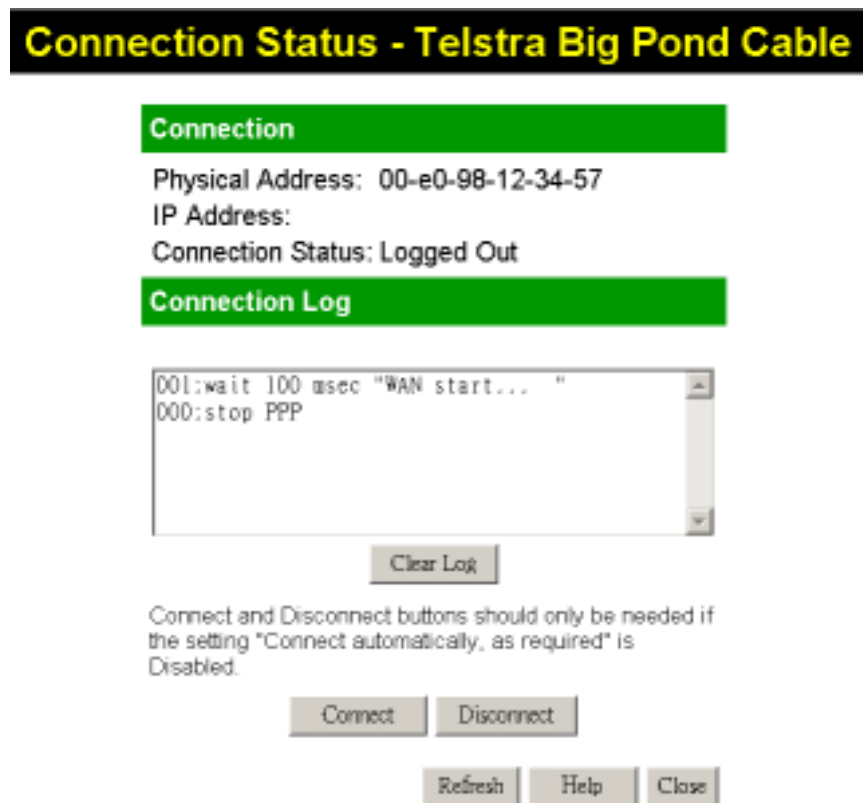 Connection Status - Telstra Big Pond Cable
Connection
Physical Address: 00-e0-98-12-34-57
IP Address:
Connection Status: Logged Out
Connection Log
001:wait 100 msec "WAN start... "
000:stop PPP
Clear Log
Connect and Disconnect buttons should only be needed if
the setting "Connect automatically, as required" is
Disabled.
Connect Disconnect
Refresh Help Close